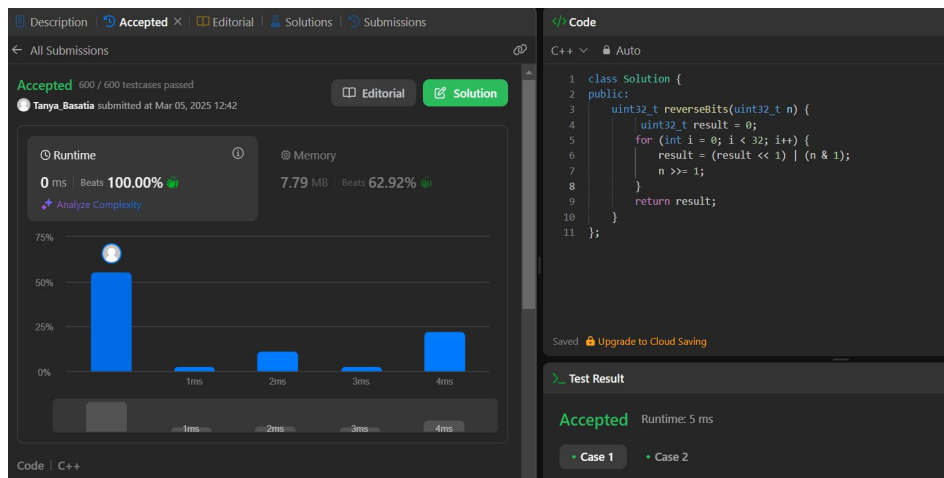 Description | Accepted × | Editorial | Solutions | Submissions
← All Submissions
Accepted 600 / 600 testcases passed
Editorial
Solution
Tanya_Basatia submitted at Mar 05, 2025 12:42
Runtime
0 ms | Beats 100.00%
Analyze Complexity
Memory
7.79 MB | Beats 62.92%
75%
50%
25%
0%
1ms 2ms 3ms 4ms
1ms 2ms 3ms 4ms
Code | C++
</> Code
C++ Auto
1 class Solution {
2 public:
3     uint32_t reverseBits(uint32_t n) {
4         uint32_t result = 0;
5         for (int i = 0; i < 32; i++) {
6             result = (result << 1) | (n & 1);
7             n >>= 1;
8         }
9         return result;
10     }
11 };
Saved Upgrade to Cloud Saving
>_ Test Result
Accepted Runtime: 5 ms
• Case 1 • Case 2